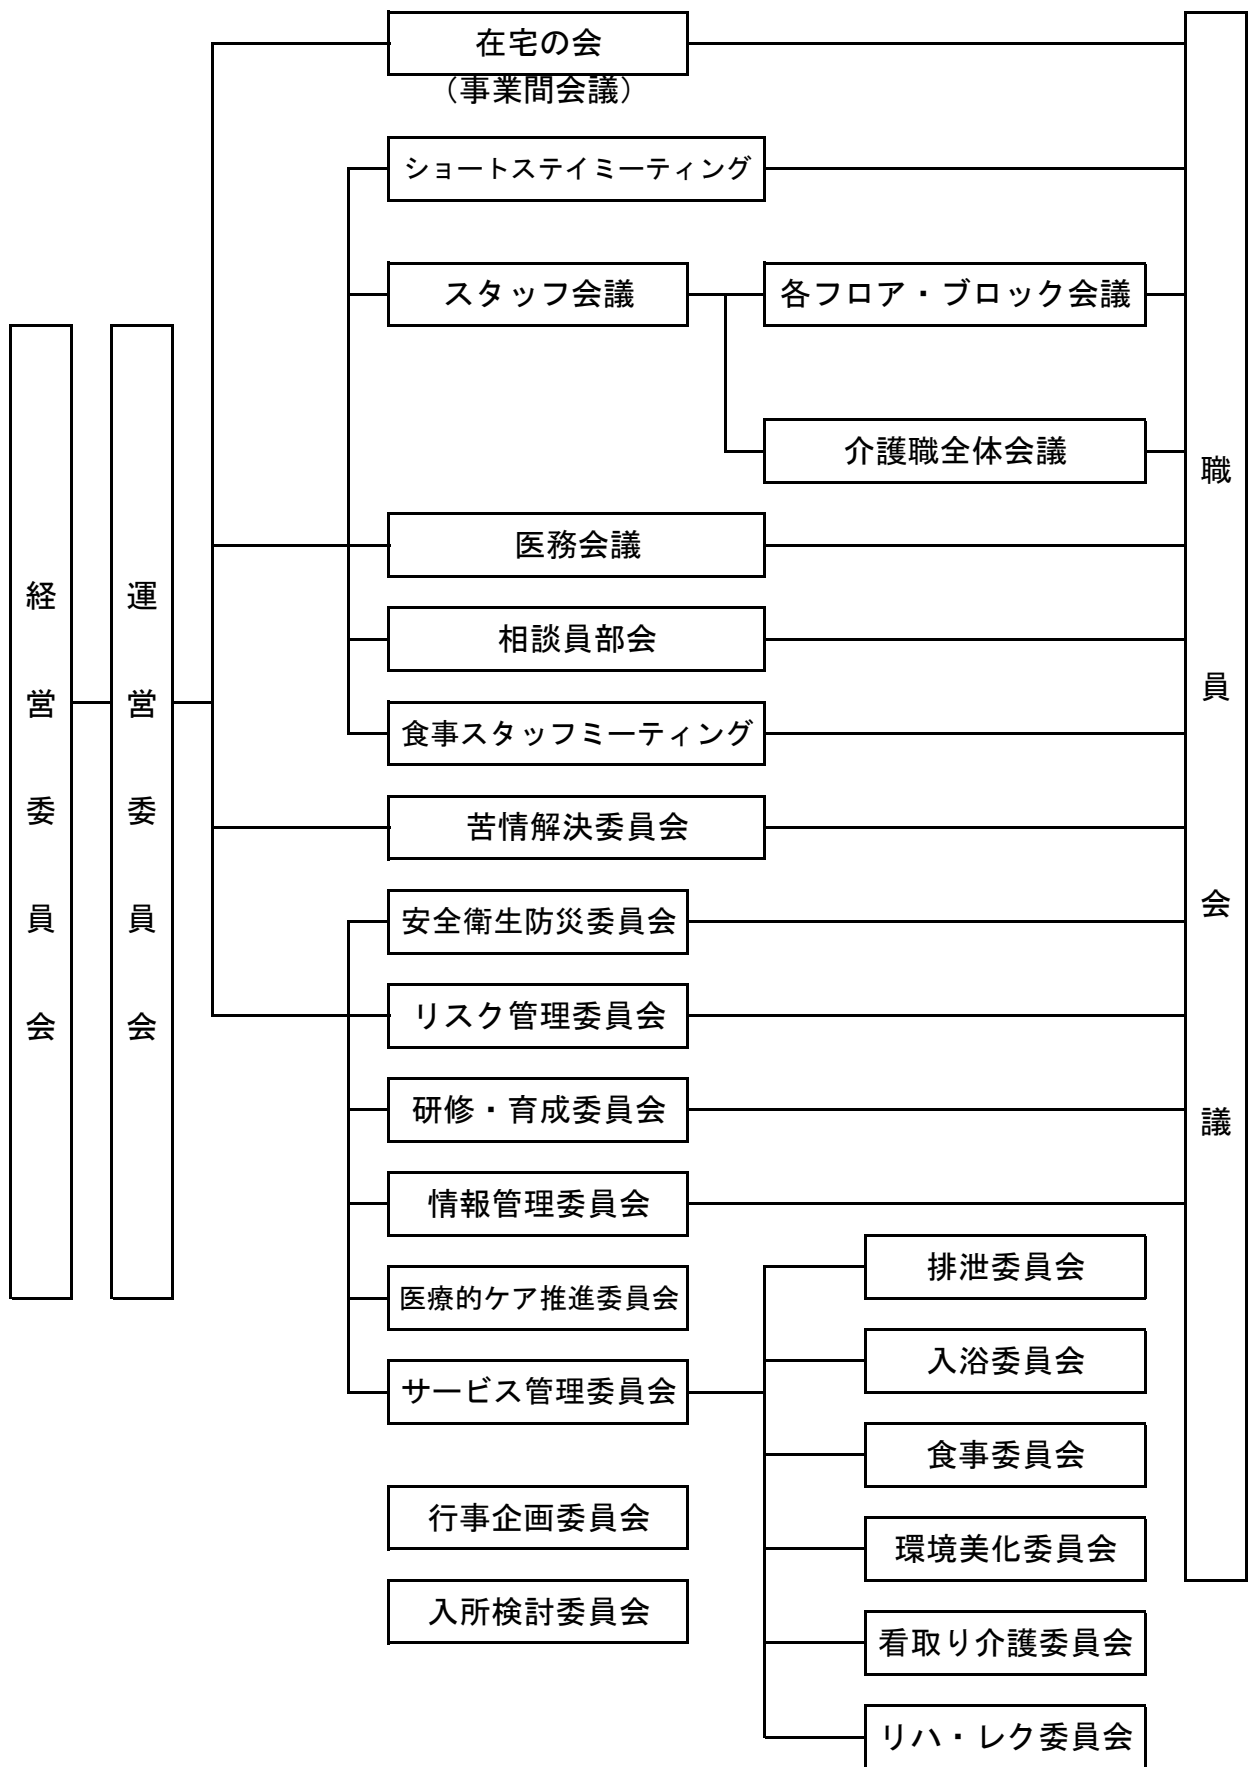 在宅の会
（事業間会議）
ショートステイミーティング
スタッフ会議
各フロア・ブロック会議
介護職全体会議
医務会議
相談員部会
食事スタッフミーティング
苦情解決委員会
安全衛生防災委員会
リスク管理委員会
研修・育成委員会
情報管理委員会
医療的ケア推進委員会
サービス管理委員会
行事企画委員会
入所検討委員会
排泄委員会
入浴委員会
食事委員会
環境美化委員会
看取り介護委員会
リハ・レク委員会
経営委員会
運営委員会
職員会議